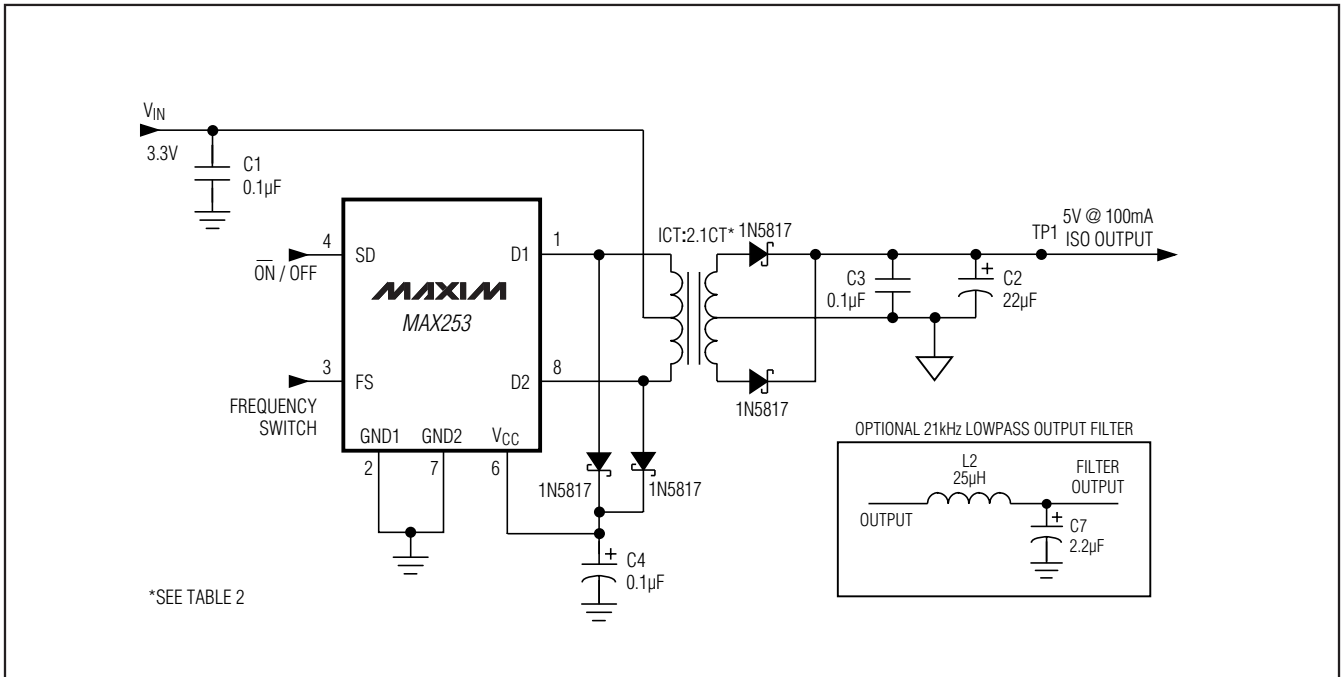 VIN
3.3V
C1
0.1µF
4
SD
ON / OFF
3
FS
FREQUENCY
SWITCH
MAXIM
MAX253
D1
1
D2
8
GND1
GND2
VCC
2
7
6
ICT:2.1CT*
1N5817
1N5817
1N5817
1N5817
C4
0.1µF
+
C3
0.1µF
+
C2
22µF
TP1
5V @ 100mA
ISO OUTPUT
OPTIONAL 21kHz LOWPASS OUTPUT FILTER
L2
25µH
OUTPUT
FILTER
OUTPUT
+
C7
2.2µF
*SEE TABLE 2